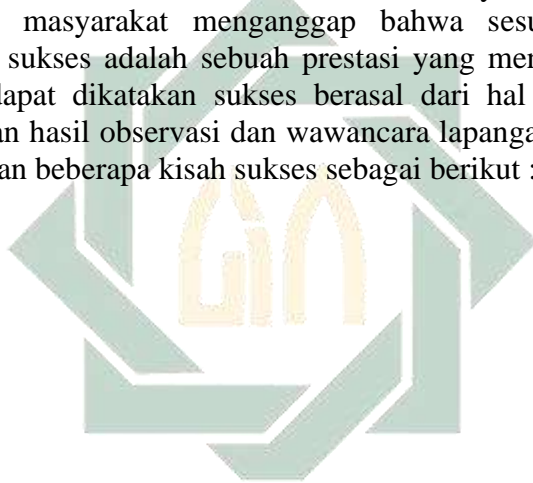 masyarakat menganggap bahwa sesu
sukses adalah sebuah prestasi yang
dapat dikatakan sukses berasal dari hal
an hasil observasi dan wawancara lapanga
an beberapa kisah sukses sebagai berikut :